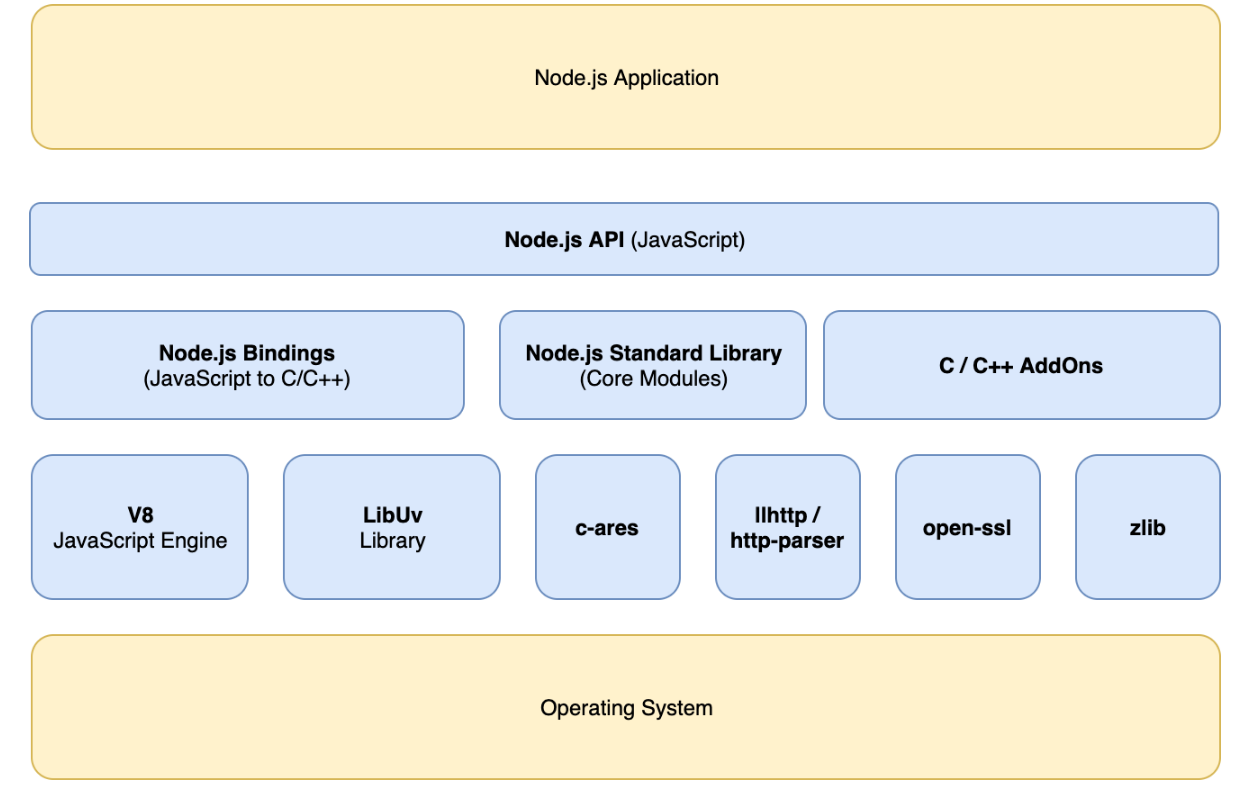 Node.js Application
Node.js API (JavaScript)
Node.js Bindings
(JavaScript to C/C++)
Node.js Standard Library
(Core Modules)
C / C++ AddOns
V8
JavaScript Engine
LibUv
Library
c-ares
llhttp /
http-parser
open-ssl
zlib
Operating System